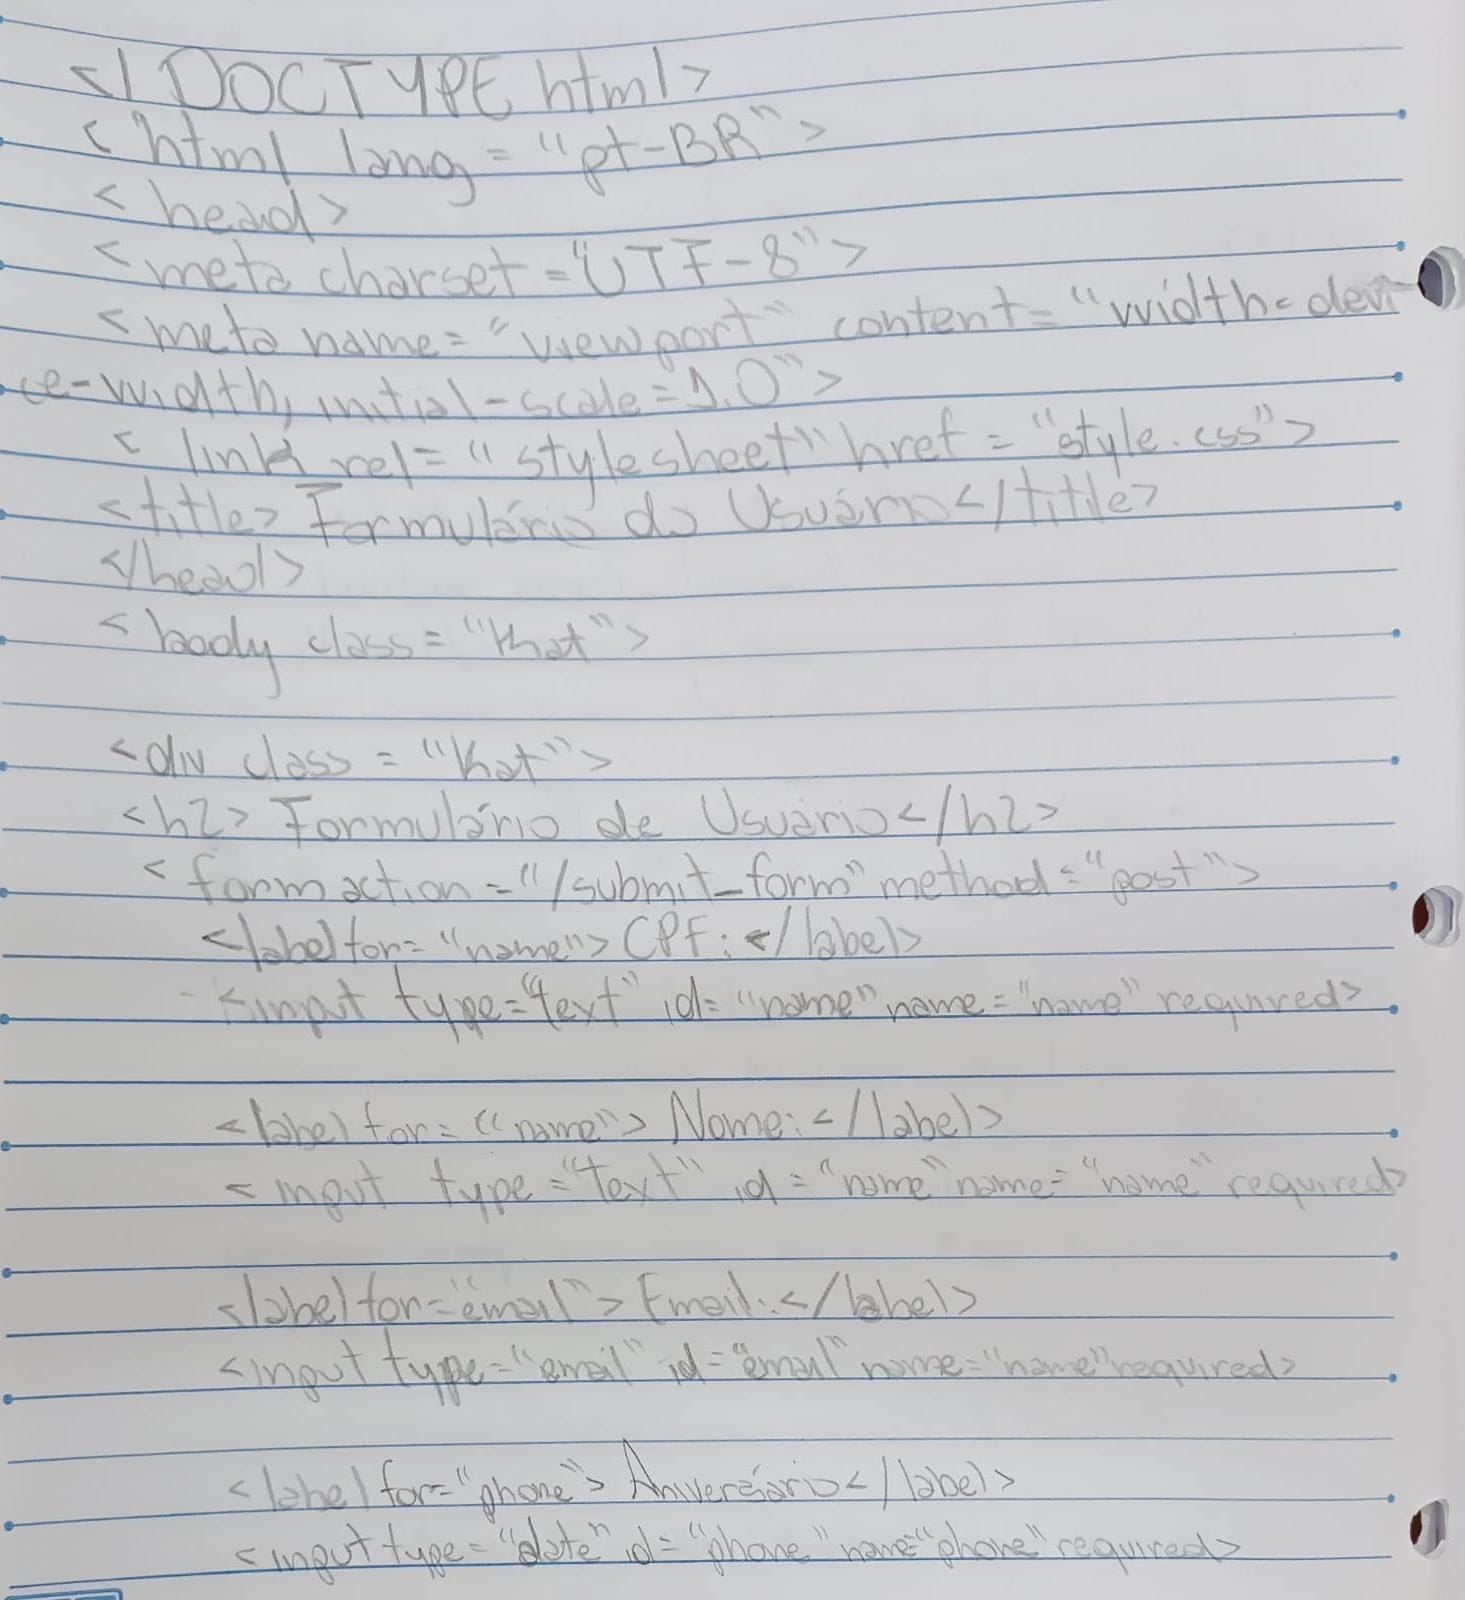 <! DOCTYPE html>
<html lang="pt-BR">
<head>
<meta charset="UTF-8">
<meta name="viewport" content="width=devi
ce-width, initial-scale=1.0">
<link rel="stylesheet" href="style.css">
<title> Formulário do Usuário</title>
</head>
<body class="Kat">
<div class="Kat">
<h2> Formulário de Usuário</h2>
<form action="/submit_form" method="post">
<label for="name"> CPF: </label>
<input type="text" id="name" name="name" required>
<label for="name"> Nome: </label>
<input type="text" id="name" name="name" required>
<label for="email"> Email: </label>
<input type="email" id="email" name="name" required>
<label for="phone"> Aniversário</label>
<input type="date" id="phone" name="phone" required>